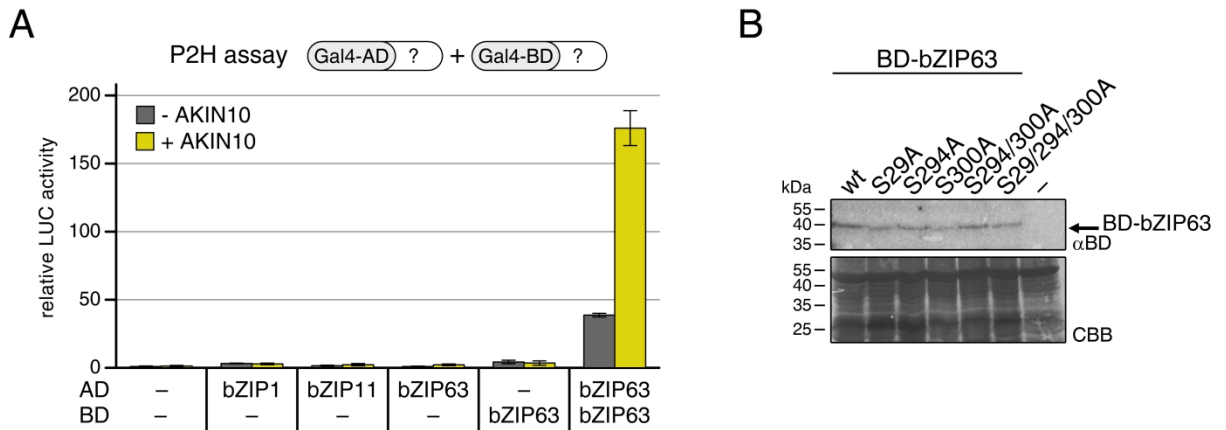 A
P2H assay Gal4-AD ? + Gal4-BD ?
relative LUC activity
200
150
100
50
0
- AKIN10
+ AKIN10
AD – bZIP1 bZIP11 bZIP63 – bZIP63
BD – – – – bZIP63 bZIP63
B
BD-bZIP63
wt S29A S294A S300A S294/300A S29/294/300A –
kDa
55
40
35
BD-bZIP63
αBD
55
40
35
25
CBB